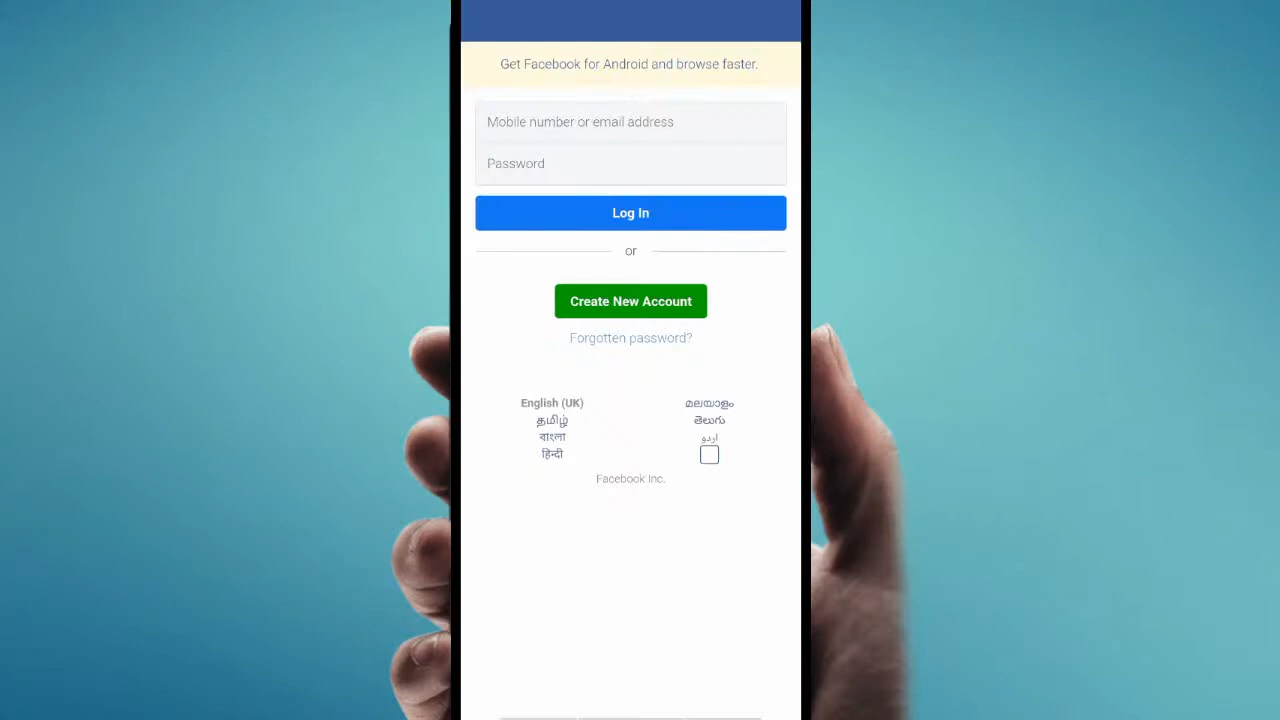 Get Facebook for Android and browse faster.
Mobile number or email address
Password
Log In
or
Create New Account
Forgotten password?
English (UK)
தமிழ்
বাংলা
हिन्दी
മലയാളം
తెలుగు
اردو
Facebook Inc.